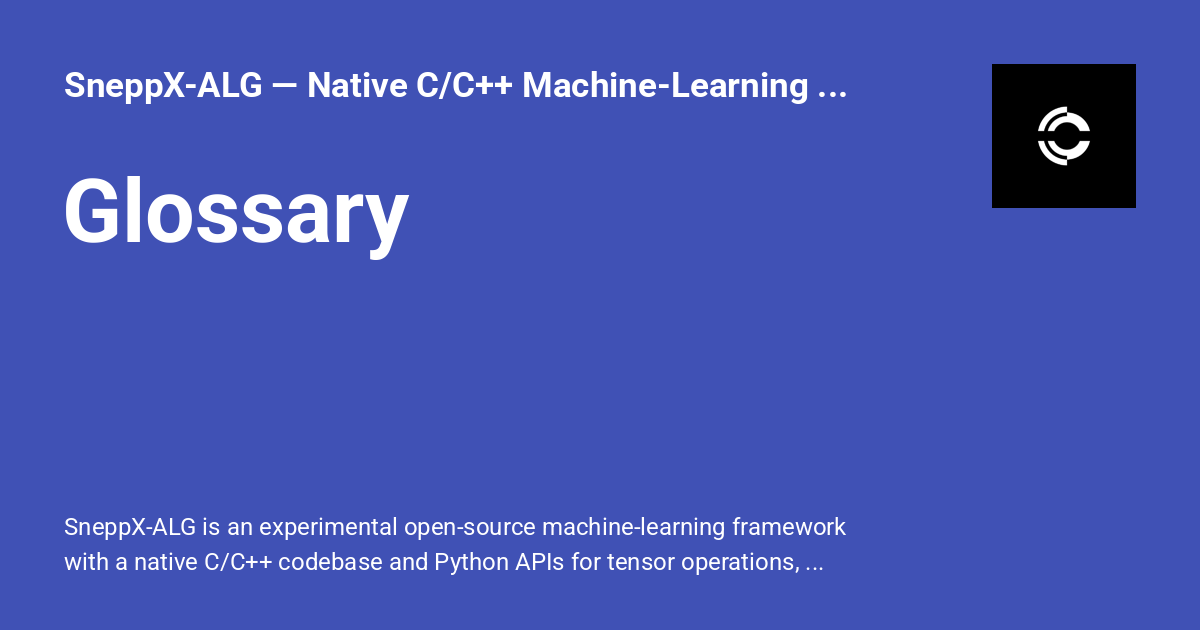 SneppX-ALG — Native C/C++ Machine-Learning ...
Glossary
SneppX-ALG is an experimental open-source machine-learning framework
with a native C/C++ codebase and Python APIs for tensor operations, ...